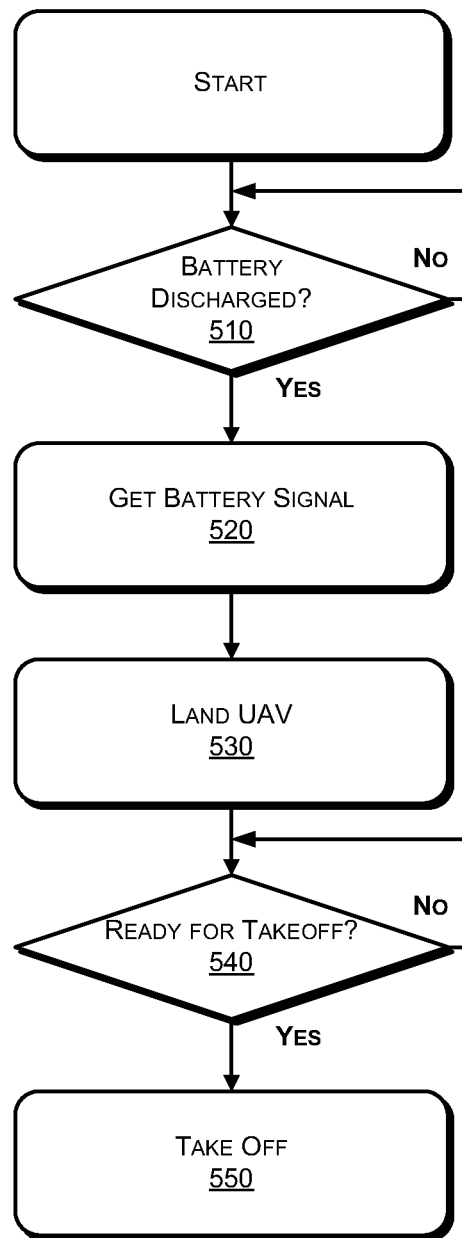 START
BATTERY
DISCHARGED?
510
NO
YES
GET BATTERY SIGNAL
520
LAND UAV
530
READY FOR TAKEOFF?
540
NO
YES
TAKE OFF
550